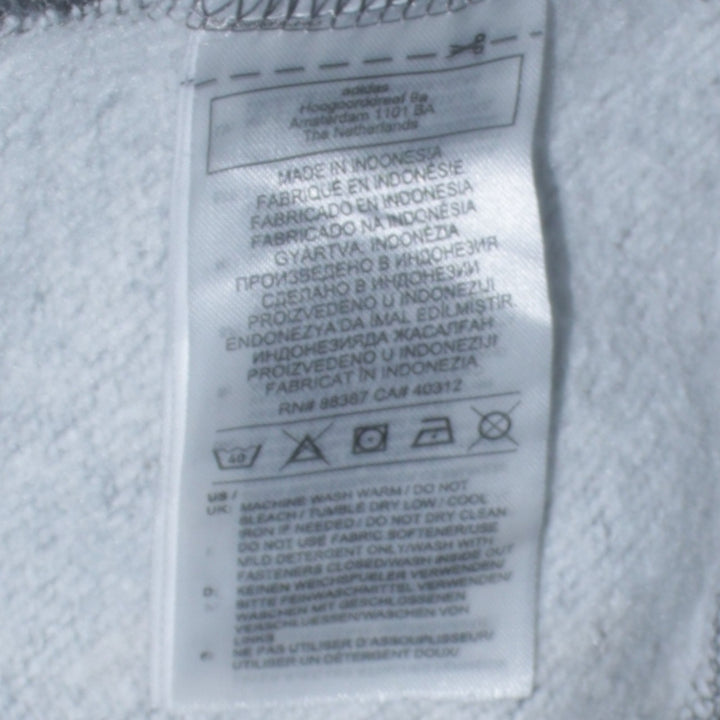 adidas
Hoogoorddreef 9a
Amsterdam 1101 BA
The Netherlands
MADE IN INDONESIA
FABRIQUÉ EN INDONÉSIE
FABRICADO EN INDONESIA
FABRICADO NA INDONÉSIA
GYÁRTVA: INDONÉZIA
ПРОИЗВЕДЕНО В ИНДОНЕЗИЯ
СДЕЛАНО В ИНДОНЕЗИИ
PROIZVEDENO U INDONEZIJI
ENDONEZYA'DA IMAL EDİLMİŞTİR.
ИНДОНЕЗИЯДА ЖАСАЛҒАН
PROIZVEDENO U INDONEZIJI
FABRICAT ÎN INDONEZIA
RN# 88387 CA# 40312
40
US /
UK: MACHINE WASH WARM / DO NOT
BLEACH / TUMBLE DRY LOW / COOL
IRON IF NEEDED / DO NOT DRY CLEAN
DO NOT USE FABRIC SOFTENER/USE
MILD DETERGENT ONLY/WASH WITH
FASTENERS CLOSED/WASH INSIDE OUT
D: KEINEN WEICHSPUELER VERWENDEN/
BITTE FEINWASCHMITTEL VERWENDEN/
WASCHEN MIT GESCHLOSSENEN
VERSCHLUESSEN/WASCHEN VON
LINKS
NE PAS UTILISER D'ASSOUPLISSEUR/
UTILISER UN DÉTERGENT DOUX/